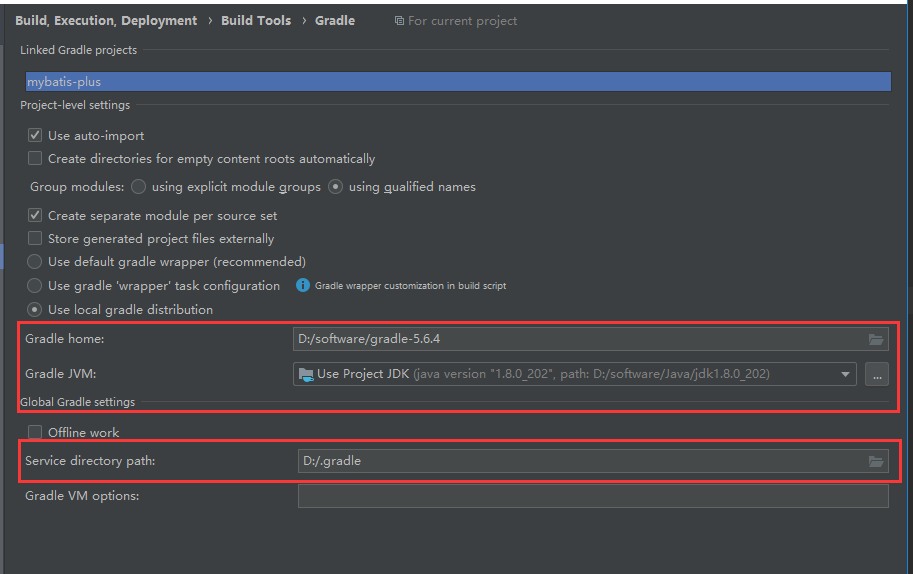 Build, Execution, Deployment › Build Tools › Gradle For current project
Linked Gradle projects
mybatis-plus
Project-level settings
Use auto-import
Create directories for empty content roots automatically
Group modules: using explicit module groups using qualified names
Create separate module per source set
Store generated project files externally
Use default gradle wrapper (recommended)
Use gradle 'wrapper' task configuration Gradle wrapper customization in build script
Use local gradle distribution
Gradle home: D:/software/gradle-5.6.4
Gradle JVM: Use Project JDK (java version "1.8.0_202", path: D:/software/Java/jdk1.8.0_202) ...
Global Gradle settings
Offline work
Service directory path: D:/.gradle
Gradle VM options: